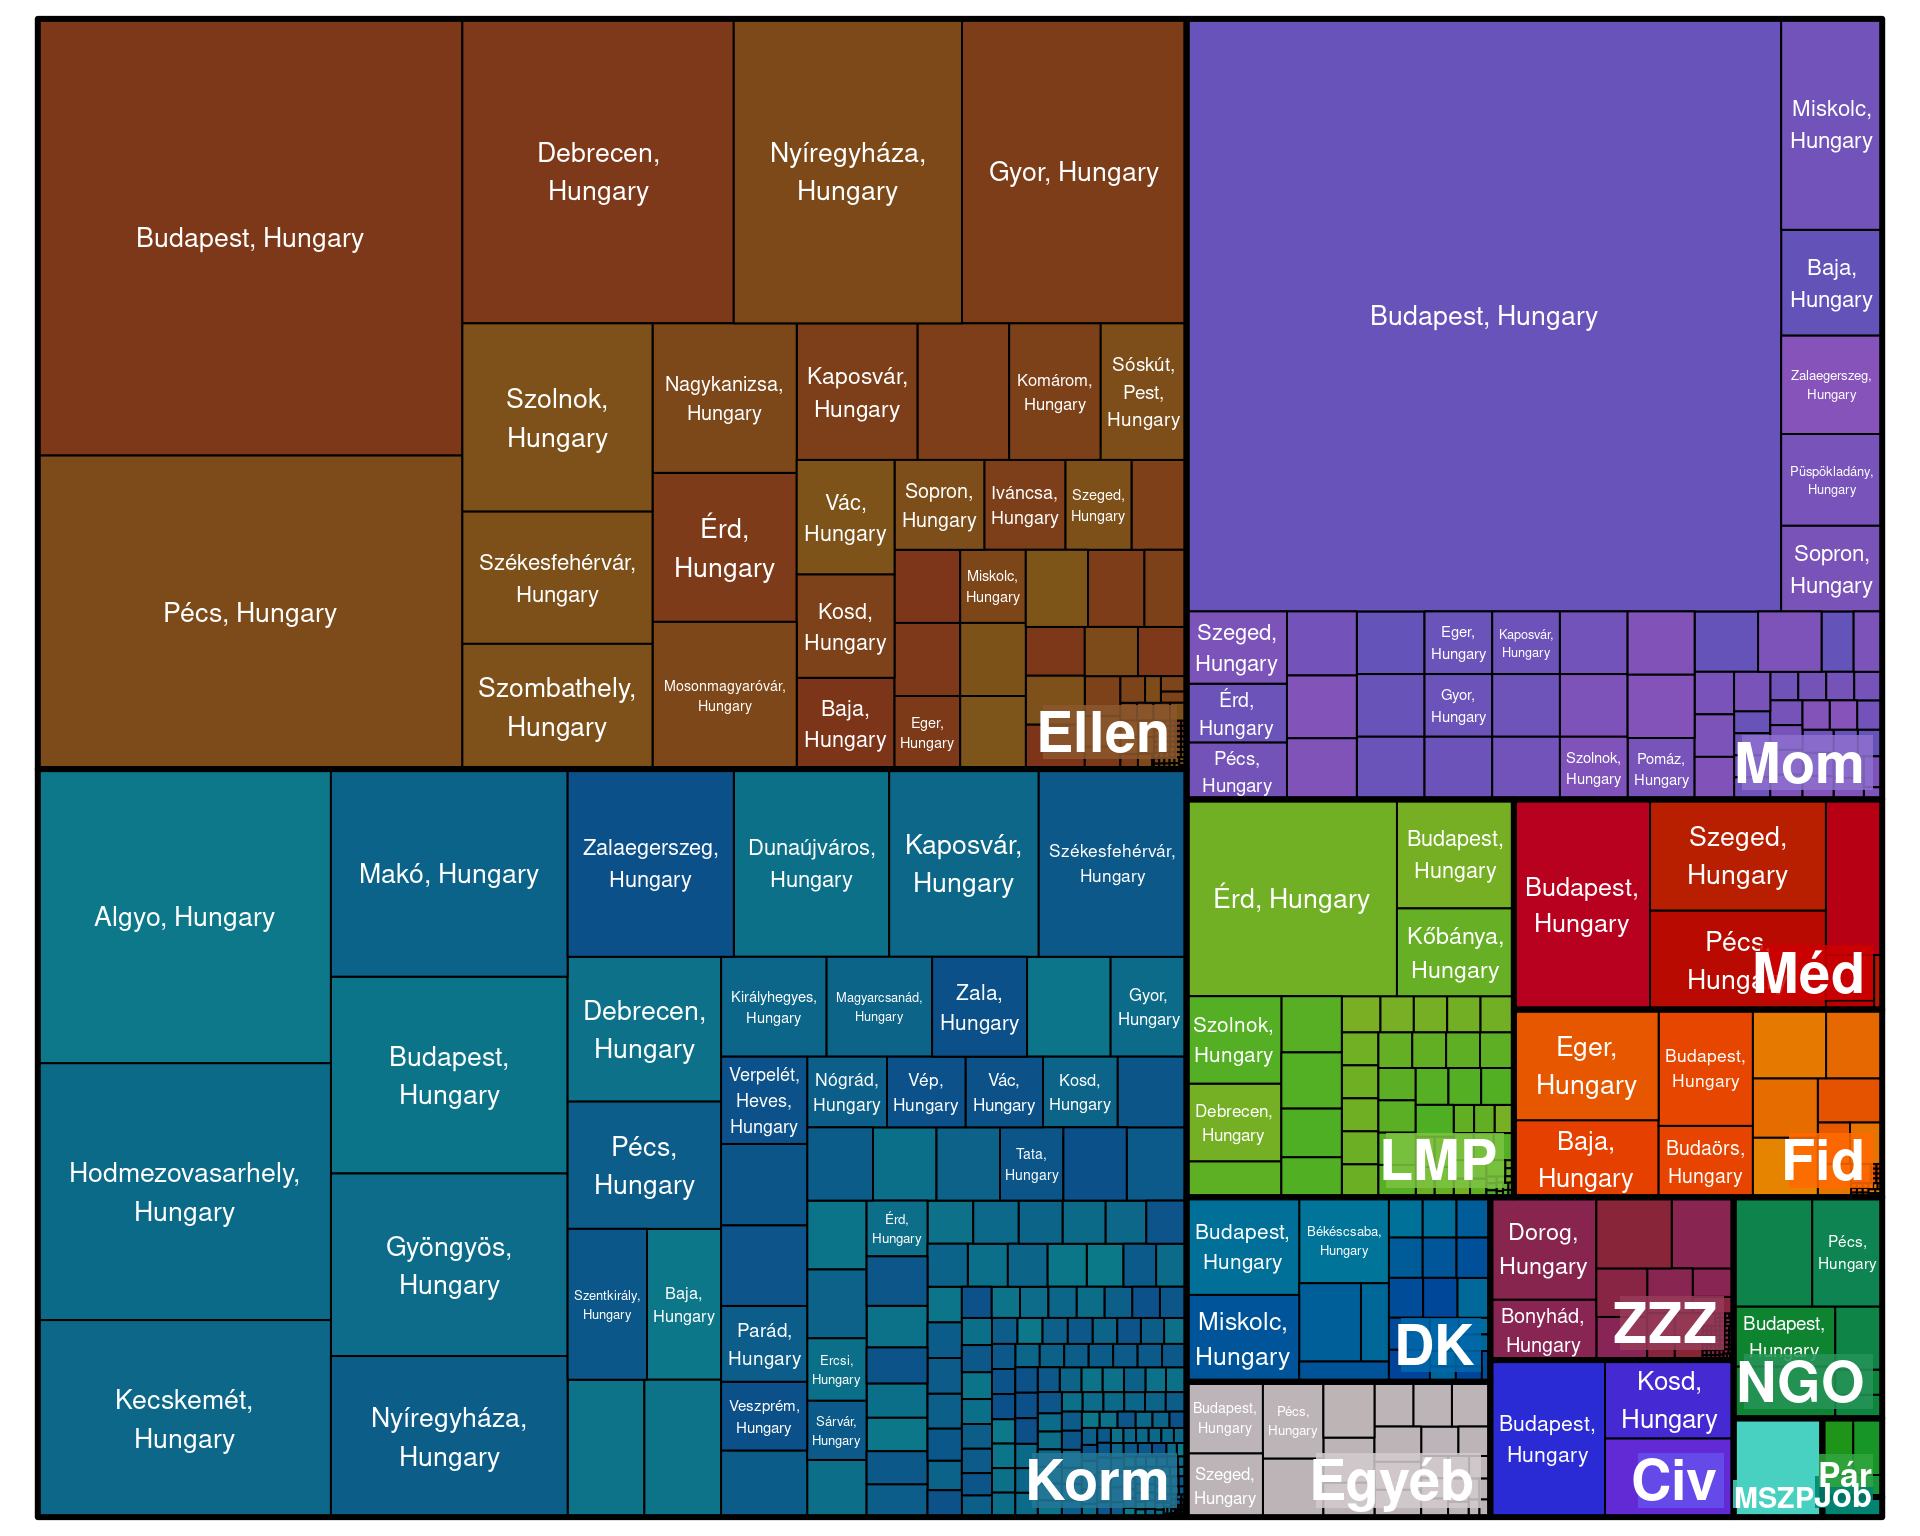 Budapest, Hungary
Debrecen,
Hungary
Nyíregyháza,
Hungary
Gyor, Hungary
Pécs, Hungary
Szolnok,
Hungary
Székesfehérvár,
Hungary
Szombathely,
Hungary
Nagykanizsa,
Hungary
Érd,
Hungary
Mosonmagyaróvár,
Hungary
Kaposvár,
Hungary
Komárom,
Hungary
Sóskút,
Pest,
Hungary
Vác,
Hungary
Sopron,
Hungary
Iváncsa,
Hungary
Szeged,
Hungary
Kosd,
Hungary
Miskolc,
Hungary
Baja,
Hungary
Eger,
Hungary
Ellen
Budapest, Hungary
Miskolc,
Hungary
Baja,
Hungary
Zalaegerszeg,
Hungary
Püspökladány,
Hungary
Sopron,
Hungary
Szeged,
Hungary
Érd,
Hungary
Pécs,
Hungary
Eger,
Hungary
Kaposvár,
Hungary
Gyor,
Hungary
Szolnok,
Hungary
Pomáz,
Hungary
Mom
Algyo, Hungary
Hodmezovasarhely,
Hungary
Kecskemét,
Hungary
Makó, Hungary
Budapest,
Hungary
Gyöngyös,
Hungary
Nyíregyháza,
Hungary
Zalaegerszeg,
Hungary
Dunaújváros,
Hungary
Kaposvár,
Hungary
Székesfehérvár,
Hungary
Debrecen,
Hungary
Pécs,
Hungary
Szentkirály,
Hungary
Baja,
Hungary
Királyhegyes,
Hungary
Magyarcsanád,
Hungary
Zala,
Hungary
Gyor,
Hungary
Verpelét,
Heves,
Hungary
Nógrád,
Hungary
Vép,
Hungary
Vác,
Hungary
Kosd,
Hungary
Tata,
Hungary
Érd,
Hungary
Parád,
Hungary
Ercsi,
Hungary
Veszprém,
Hungary
Sárvár,
Hungary
Korm
Érd, Hungary
Budapest,
Hungary
Kőbánya,
Hungary
Szolnok,
Hungary
Debrecen,
Hungary
LMP
Budapest,
Hungary
Szeged,
Hungary
Pécs,
Hunga
Méd
Eger,
Hungary
Baja,
Hungary
Budapest,
Hungary
Budaörs,
Hungary
Fid
Budapest,
Hungary
Miskolc,
Hungary
Békéscsaba,
Hungary
DK
Dorog,
Hungary
Bonyhád,
Hungary
ZZZ
Pécs,
Hungary
Budapest,
Hungary
NGO
Budapest,
Hungary
Pécs,
Hungary
Szeged,
Hungary
Egyéb
Budapest,
Hungary
Kosd,
Hungary
Civ
MSZP
Pár
Job